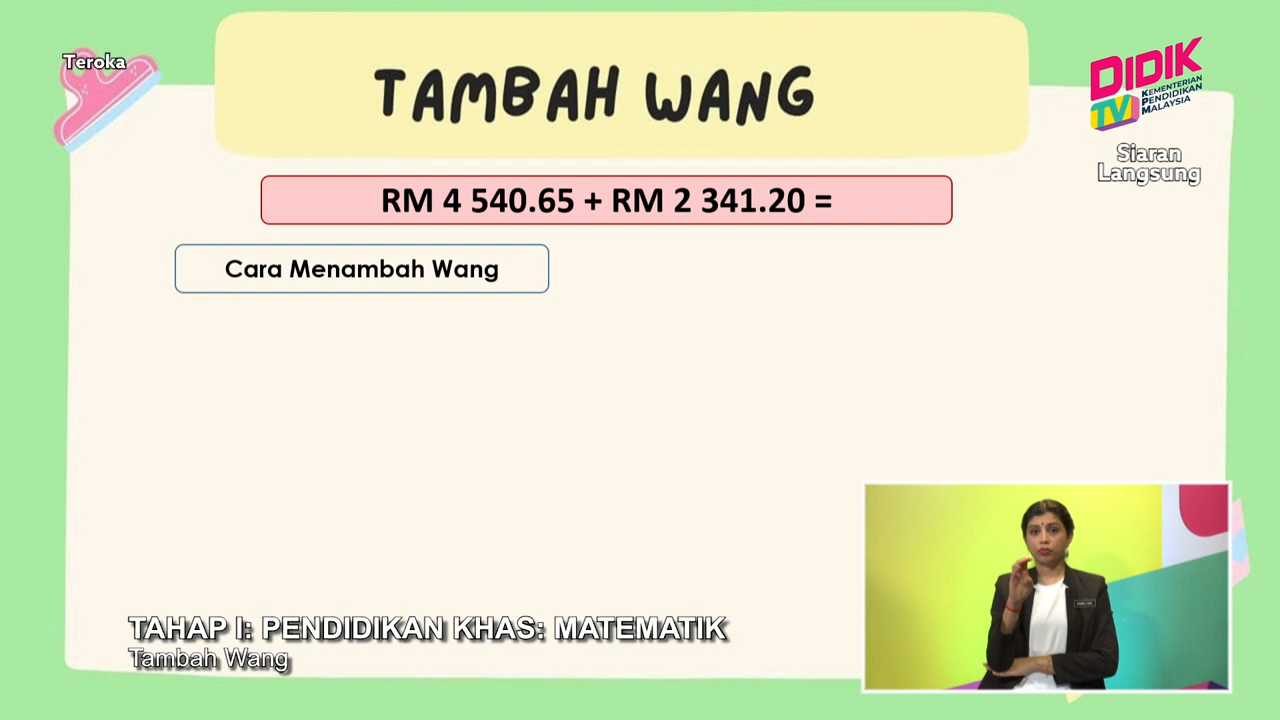 Teroka
TAMBAH WANG
DIDIK
TV
KEMENTERIAN
PENDIDIKAN
MALAYSIA
Siaran
Langsung
RM 4 540.65 + RM 2 341.20 =
Cara Menambah Wang
TAHAP I: PENDIDIKAN KHAS: MATEMATIK
Tambah Wang